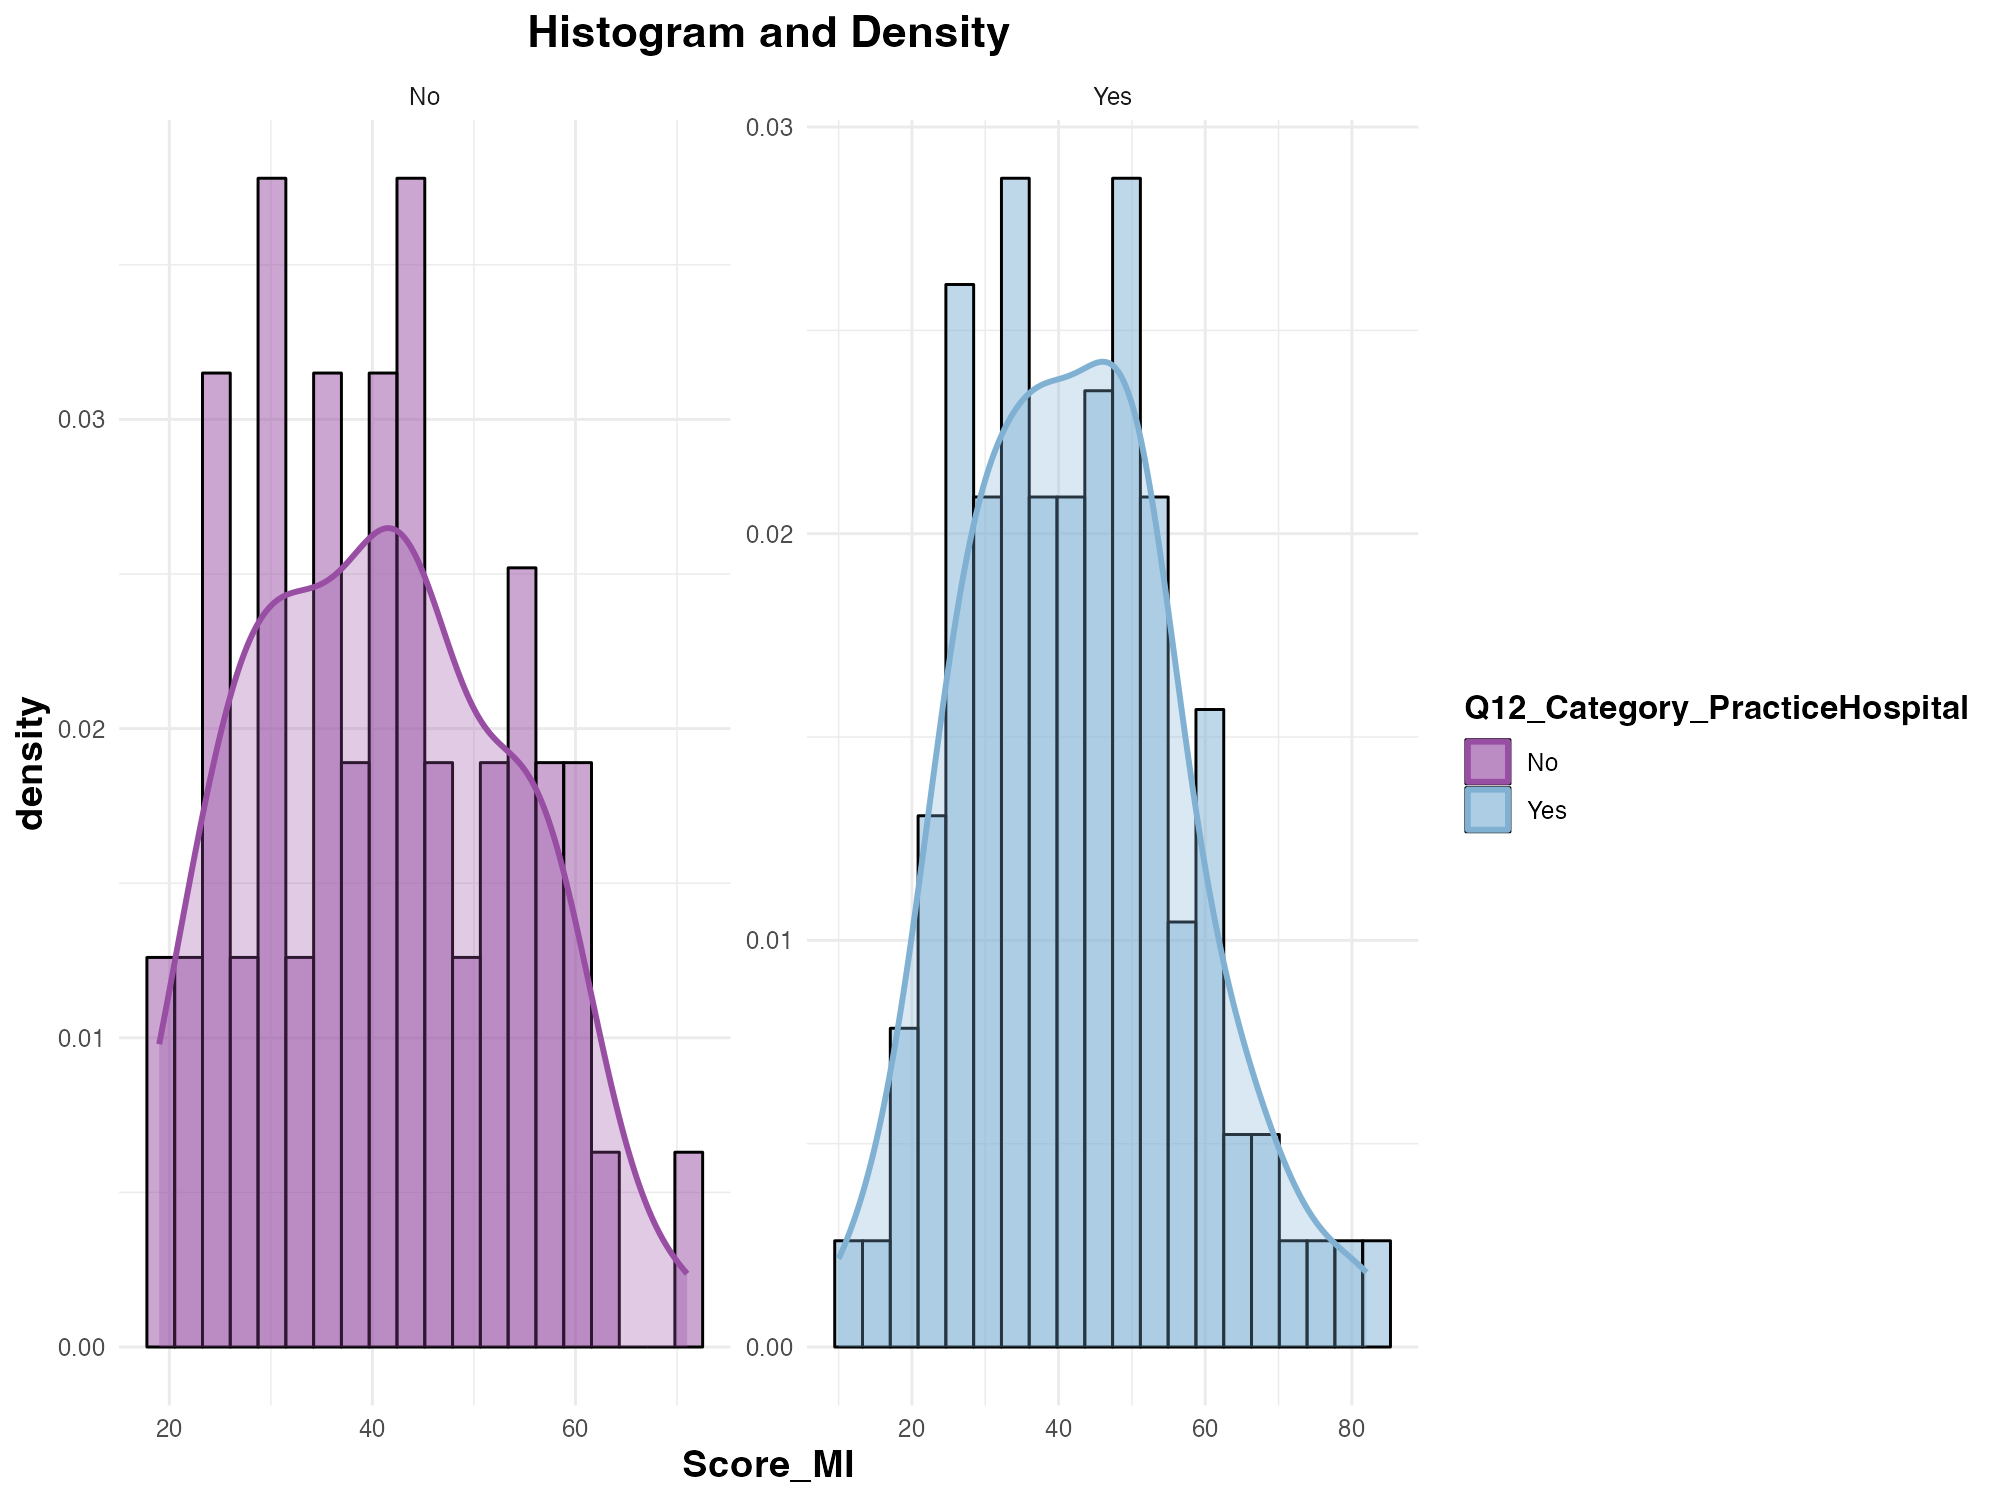 Histogram and Density
No
Yes
density
0.03
0.02
0.01
0.00
0.03
0.02
0.01
0.00
20 40 60
20 40 60 80
Score_MI
Q12_Category_PracticeHospital
No
Yes